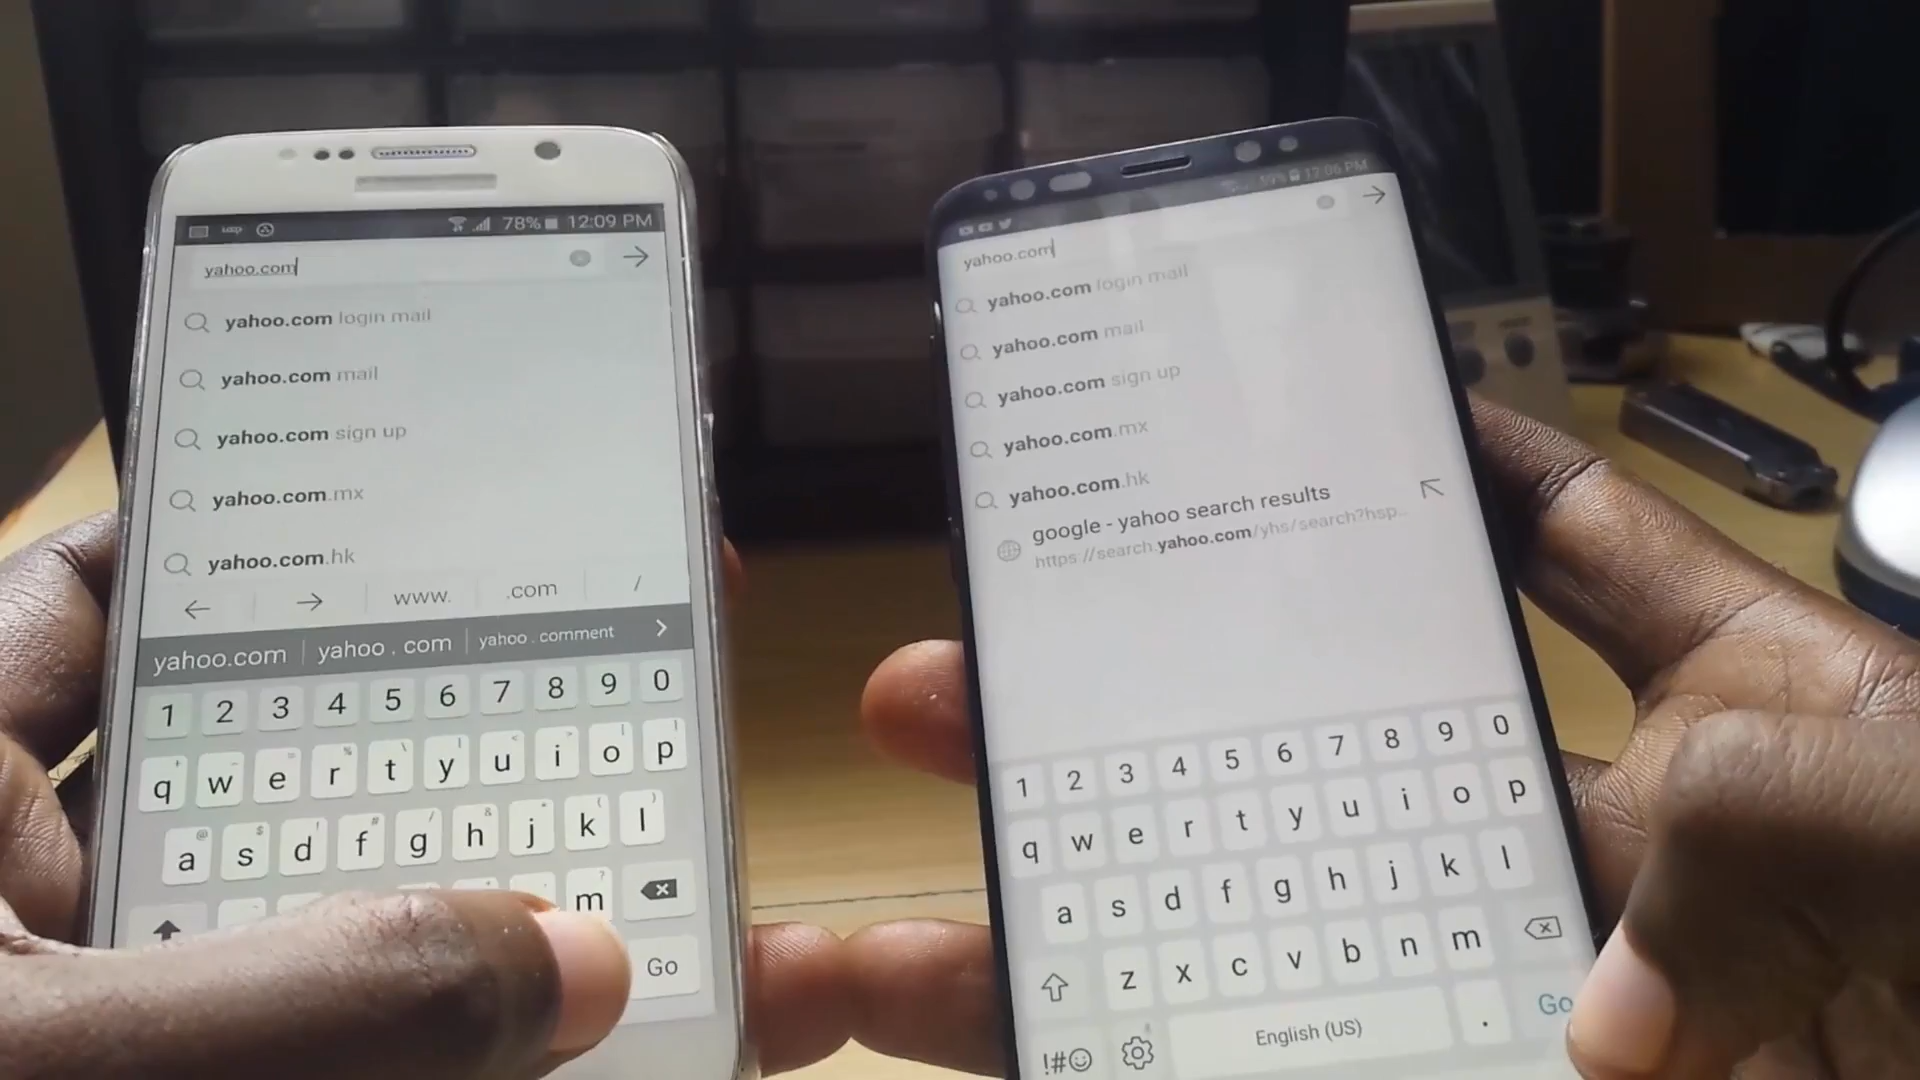 78% 12:09 PM
yahoo.com
yahoo.com login mail
yahoo.com mail
yahoo.com sign up
yahoo.com.mx
yahoo.com.hk
www. .com /
yahoo.com yahoo . com yahoo . comment
1 2 3 4 5 6 7 8 9 0
q w e r t y u i o p
a s d f g h j k l
m
Go
59% 12:06 PM
yahoo.com
yahoo.com login mail
yahoo.com mail
yahoo.com sign up
yahoo.com.mx
yahoo.com.hk
google - yahoo search results
https://search.yahoo.com/yhs/search?hsp...
1 2 3 4 5 6 7 8 9 0
q w e r t y u i o p
a s d f g h j k l
z x c v b n m
!#☺ English (US) . Go